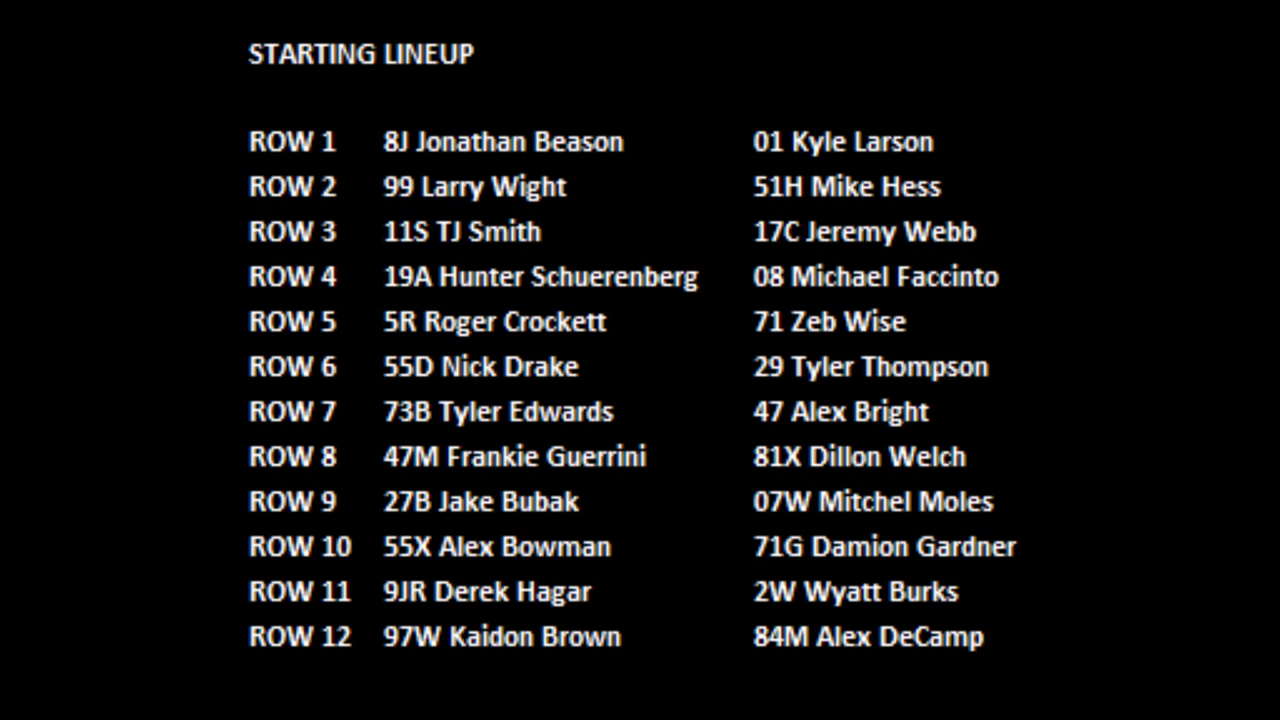 STARTING LINEUP
ROW 1 8J Jonathan Beason 01 Kyle Larson
ROW 2 99 Larry Wight 51H Mike Hess
ROW 3 11S TJ Smith 17C Jeremy Webb
ROW 4 19A Hunter Schuerenberg 08 Michael Faccinto
ROW 5 5R Roger Crockett 71 Zeb Wise
ROW 6 55D Nick Drake 29 Tyler Thompson
ROW 7 73B Tyler Edwards 47 Alex Bright
ROW 8 47M Frankie Guerrini 81X Dillon Welch
ROW 9 27B Jake Bubak 07W Mitchel Moles
ROW 10 55X Alex Bowman 71G Damion Gardner
ROW 11 9JR Derek Hagar 2W Wyatt Burks
ROW 12 97W Kaidon Brown 84M Alex DeCamp